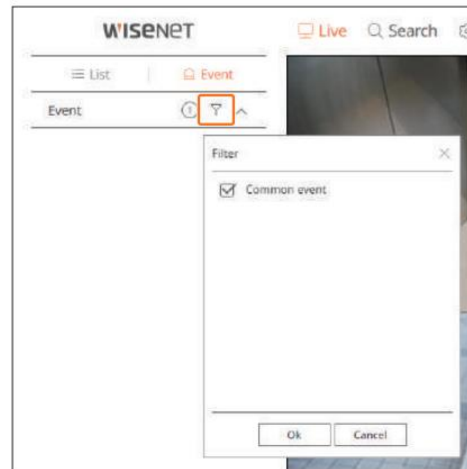 WISENET
Live Search
List Event
Event
Filter
Common event
Ok Cancel